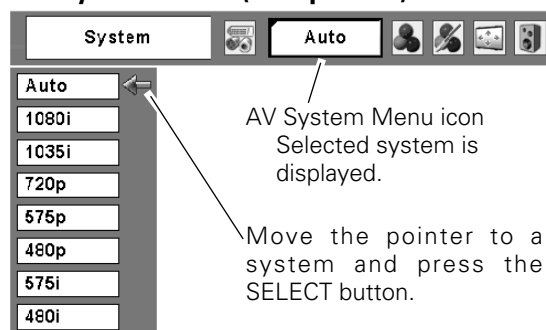 System
Auto
Auto
1080i
1035i
720p
575p
480p
575i
480i
AV System Menu icon
Selected system is
displayed.
Move the pointer to a
system and press the
SELECT button.